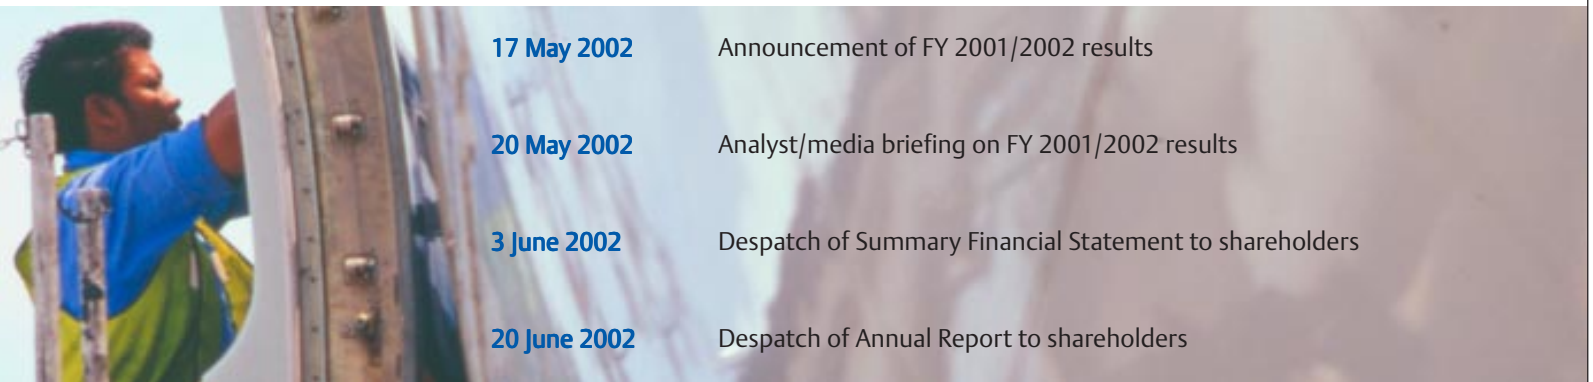 17 May 2002 Announcement of FY 2001/2002 results
20 May 2002 Analyst/media briefing on FY 2001/2002 results
3 June 2002 Despatch of Summary Financial Statement to shareholders
20 June 2002 Despatch of Annual Report to shareholders